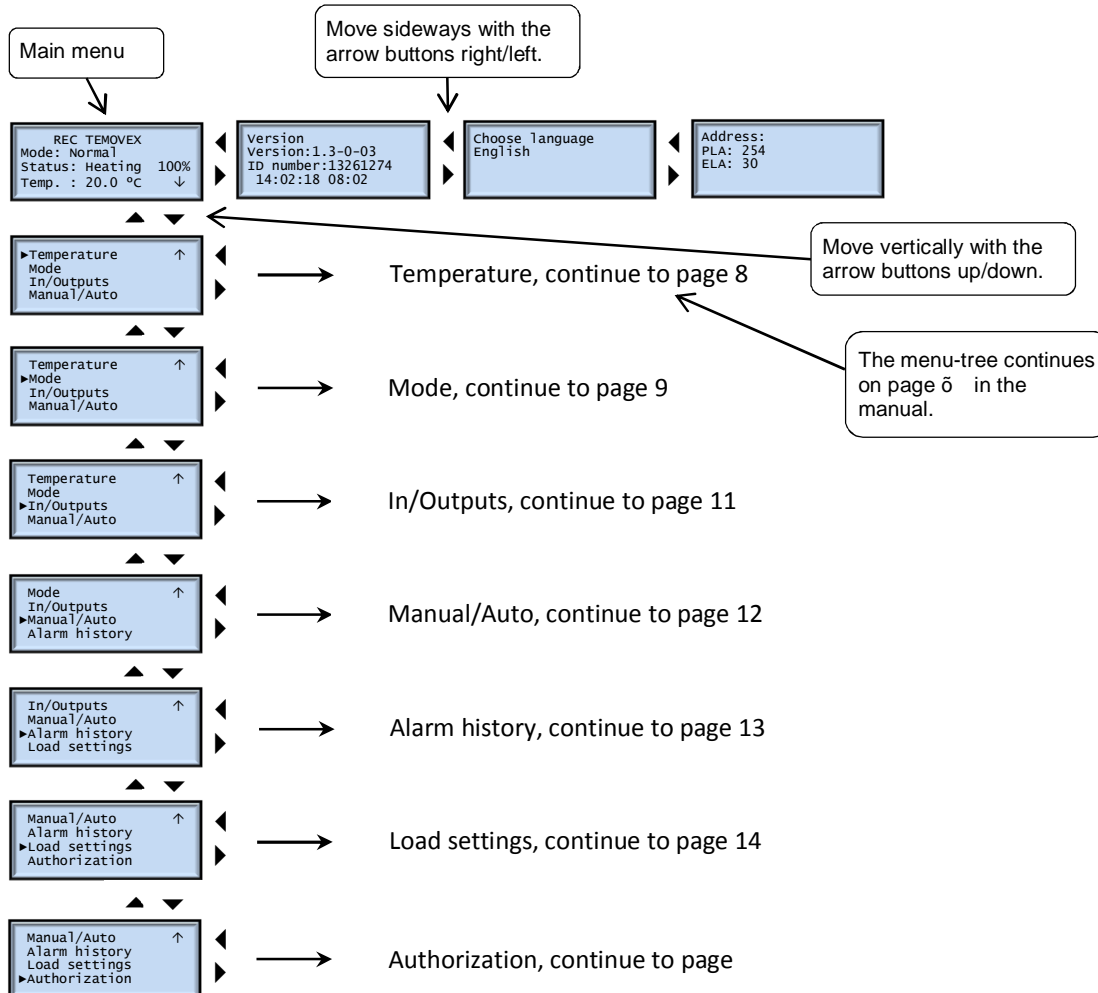 Main menu
Move sideways with the
arrow buttons right/left.
REC TEMOVEX
Mode: Normal
Status: Heating 100%
Temp. : 20.0 ºC ↓
Version
Version:1.3-0-03
ID number:13261274
14:02:18 08:02
Choose language
English
Address:
PLA: 254
ELA: 30
Move vertically with the
arrow buttons up/down.
►Temperature ↑
Mode
In/Outputs
Manual/Auto
Temperature, continue to page 8
The menu-tree continues
on page õ in the
manual.
Temperature ↑
►Mode
In/Outputs
Manual/Auto
Mode, continue to page 9
Temperature ↑
Mode
►In/Outputs
Manual/Auto
In/Outputs, continue to page 11
Mode ↑
In/Outputs
►Manual/Auto
Alarm history
Manual/Auto, continue to page 12
In/Outputs ↑
Manual/Auto
►Alarm history
Load settings
Alarm history, continue to page 13
Manual/Auto ↑
Alarm history
►Load settings
Authorization
Load settings, continue to page 14
Manual/Auto ↑
Alarm history
Load settings
►Authorization
Authorization, continue to page